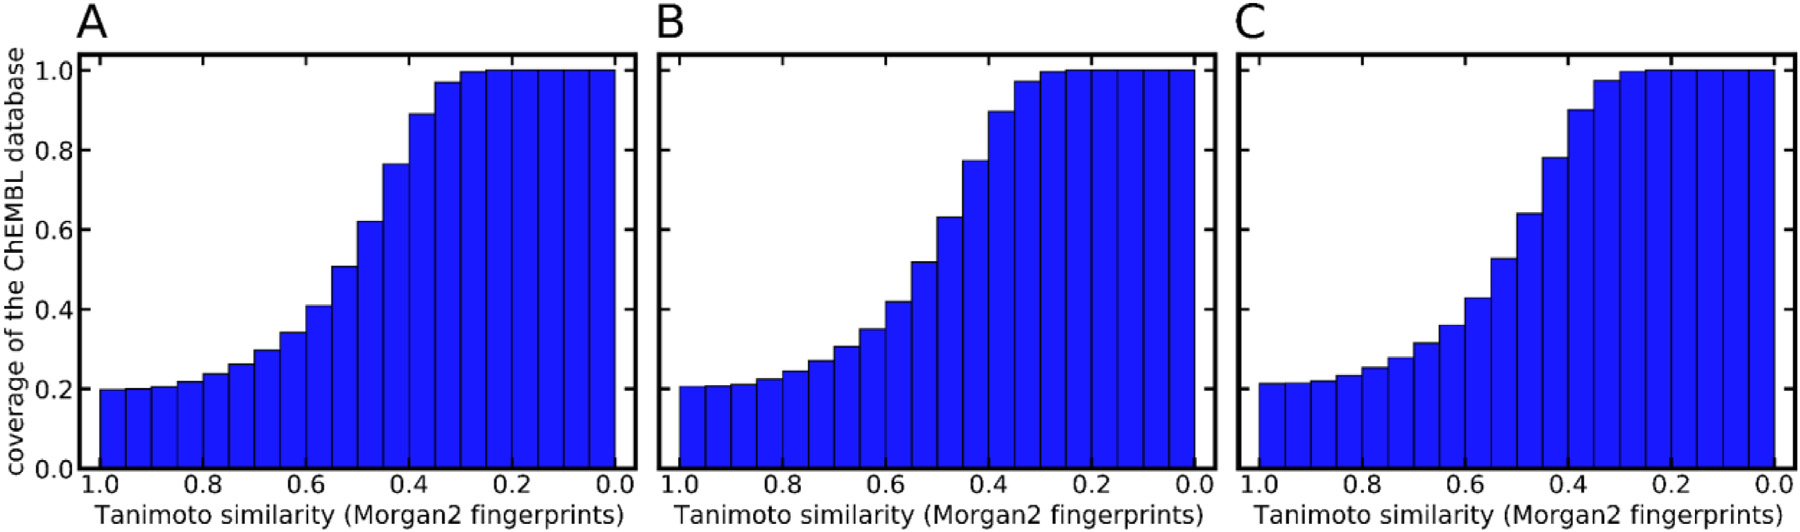 A
B
C
coverage of the ChEMBL database
1.0
0.8
0.6
0.4
0.2
0.0
1.0 0.8 0.6 0.4 0.2 0.0
Tanimoto similarity (Morgan2 fingerprints)
1.0 0.8 0.6 0.4 0.2 0.0
Tanimoto similarity (Morgan2 fingerprints)
1.0 0.8 0.6 0.4 0.2 0.0
Tanimoto similarity (Morgan2 fingerprints)